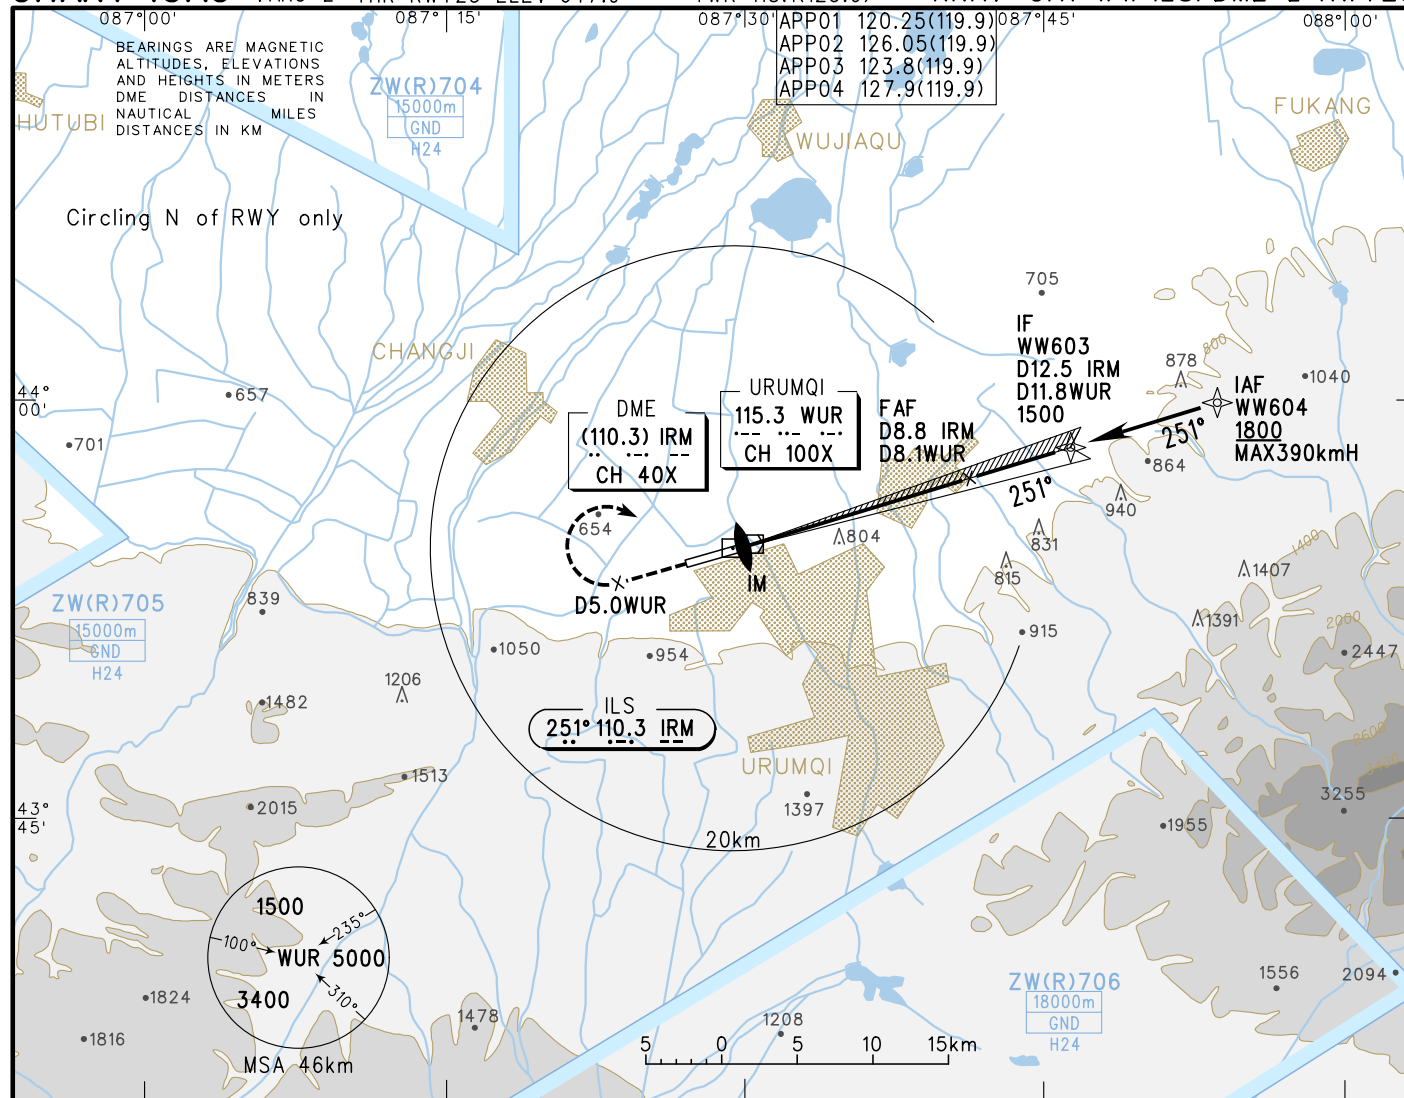 087°00'
087°15'
087°30'
087°45'
088°00'
BEARINGS ARE MAGNETIC
ALTITUDES, ELEVATIONS
AND HEIGHTS IN METERS
DME DISTANCES IN
NAUTICAL MILES
DISTANCES IN KM
APP01 120.25(119.9)
APP02 126.05(119.9)
APP03 123.8(119.9)
APP04 127.9(119.9)
ZW(R)704
15000m
GND
H24
HUTUBI
WUJIAQU
FUKANG
Circling N of RWY only
705
IF
WW603
D12.5 IRM
D11.8WUR
1500
CHANGJI
878
800
1040
IAF
WW604
1800
MAX390kmH
44°
00'
657
701
URUMQI
115.3 WUR
CH 100X
DME
(110.3) IRM
CH 40X
FAF
D8.8 IRM
D8.1WUR
251°
251°
864
940
654
804
831
815
1400
1407
IM
D5.0WUR
ZW(R)705
15000m
GND
H24
839
1391
2000
915
1050
954
2447
1206
1482
ILS
251° 110.3 IRM
2600
URUMQI
1513
2015
1397
3255
43°
45'
1955
20km
1500
235°
100°
WUR 5000
3400
310°
MSA 46km
1824
1816
1478
1208
ZW(R)706
18000m
GND
H24
1556
2094
5 0 5 10 15km